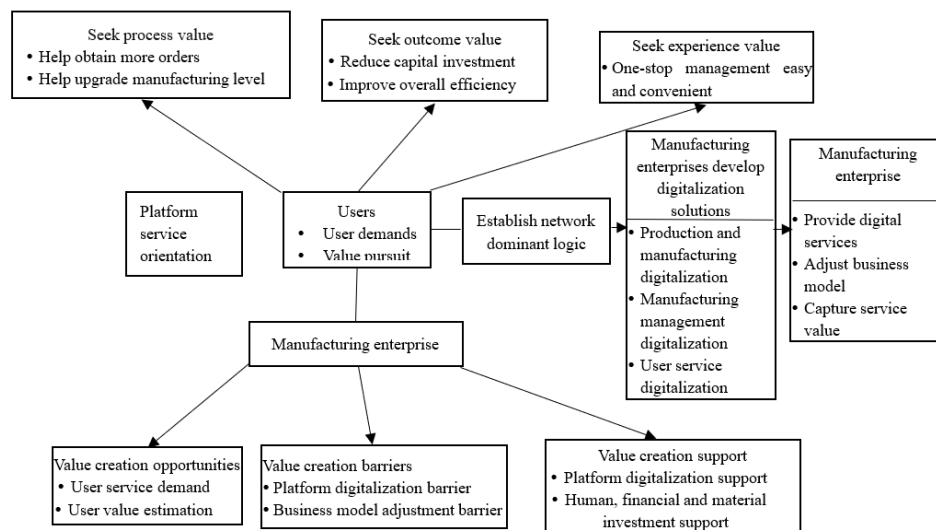 Seek process value
• Help obtain more orders
• Help upgrade manufacturing level
Seek outcome value
• Reduce capital investment
• Improve overall efficiency
Seek experience value
• One-stop management easy
and convenient
Platform
service
orientation
Users
• User demands
• Value pursuit
Establish network
dominant logic
Manufacturing
enterprises develop
digitalization
solutions
• Production and
manufacturing
digitalization
• Manufacturing
management
digitalization
• User service
digitalization
Manufacturing
enterprise
• Provide digital
services
• Adjust business
model
• Capture service
value
Manufacturing enterprise
Value creation opportunities
• User service demand
• User value estimation
Value creation barriers
• Platform digitalization barrier
• Business model adjustment barrier
Value creation support
• Platform digitalization support
• Human, financial and material
investment support